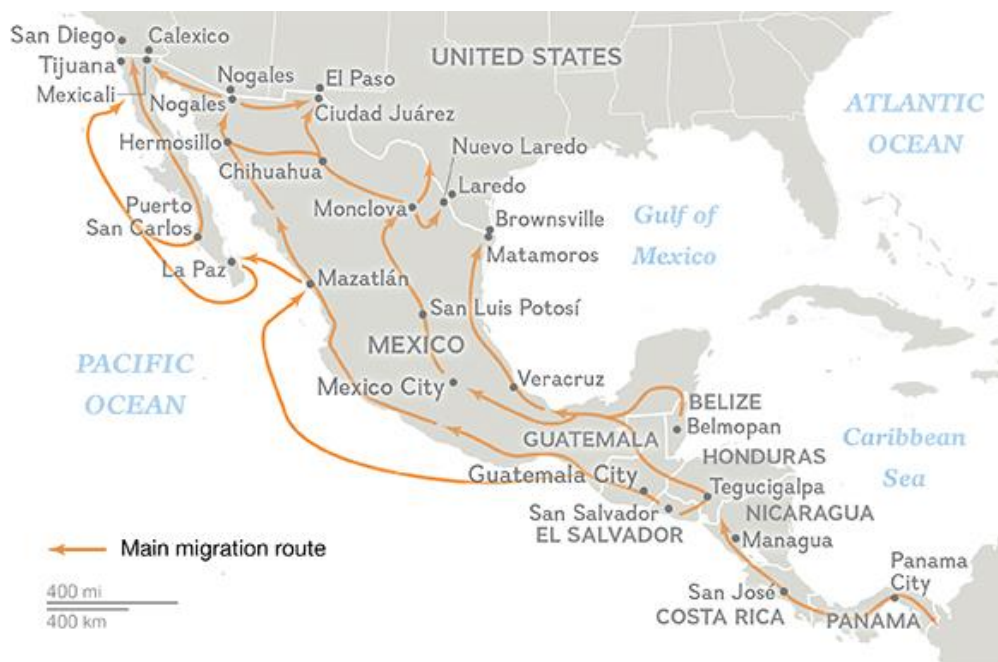 San Diego
Calexico
UNITED STATES
Tijuana
Nogales
El Paso
Mexicali
Nogales
Ciudad Juárez
ATLANTIC
OCEAN
Hermosillo
Nuevo Laredo
Chihuahua
Laredo
Puerto
San Carlos
Monclova
Brownsville
Gulf of
Mexico
Matamoros
La Paz
Mazatlán
San Luis Potosí
MEXICO
PACIFIC
OCEAN
Mexico City
Veracruz
BELIZE
Belmopan
GUATEMALA
Caribbean
Sea
HONDURAS
Guatemala City
Tegucigalpa
San Salvador
NICARAGUA
EL SALVADOR
Managua
Main migration route
Panama
City
400 mi
400 km
San José
COSTA RICA
PANAMA